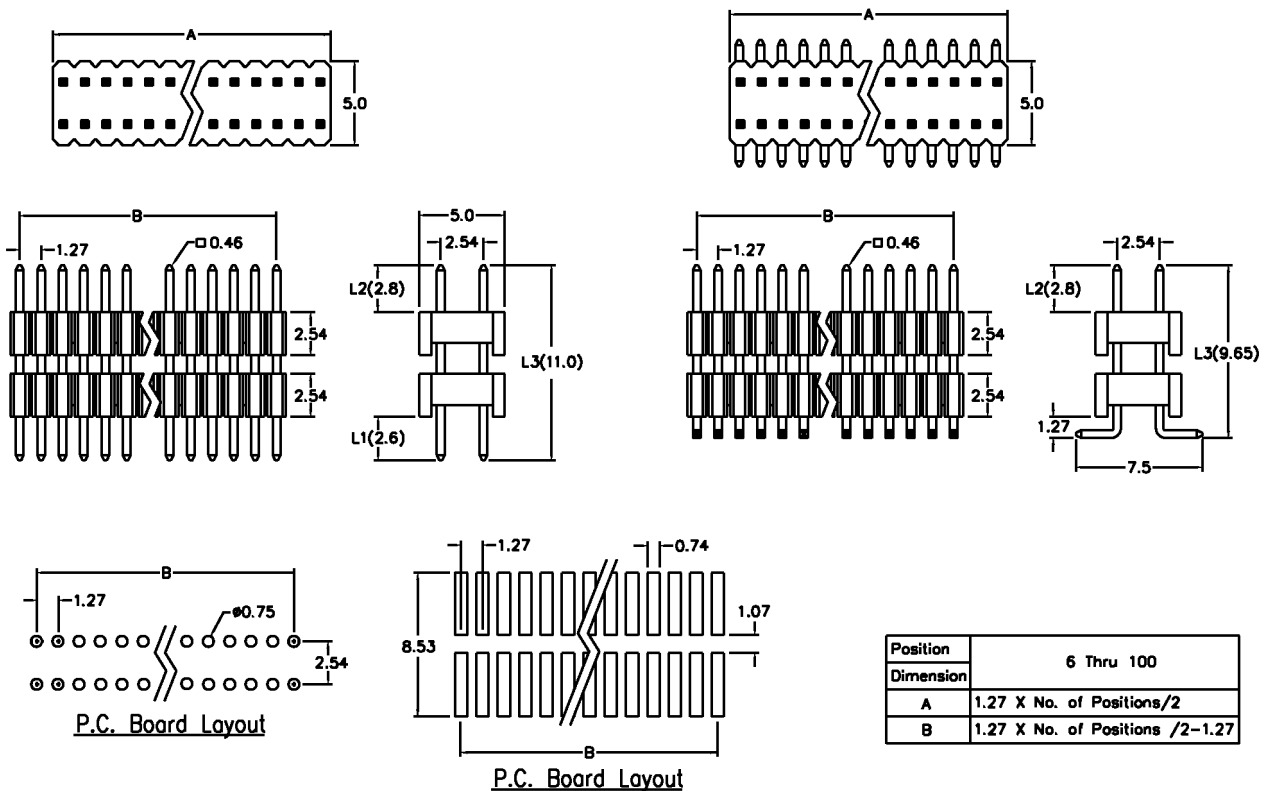 A
5.0
A
5.0
B
1.27
□0.46
5.0
2.54
L2(2.8)
2.54
2.54
L3(11.0)
L1(2.6)
B
1.27
□0.46
2.54
L2(2.8)
2.54
2.54
L3(9.65)
1.27
7.5
B
1.27
ø0.75
2.54
P.C. Board Layout
1.27
0.74
1.07
8.53
B
P.C. Board Layout
Position
6 Thru 100
Dimension
A 1.27 X No. of Positions/2
B 1.27 X No. of Positions /2-1.27